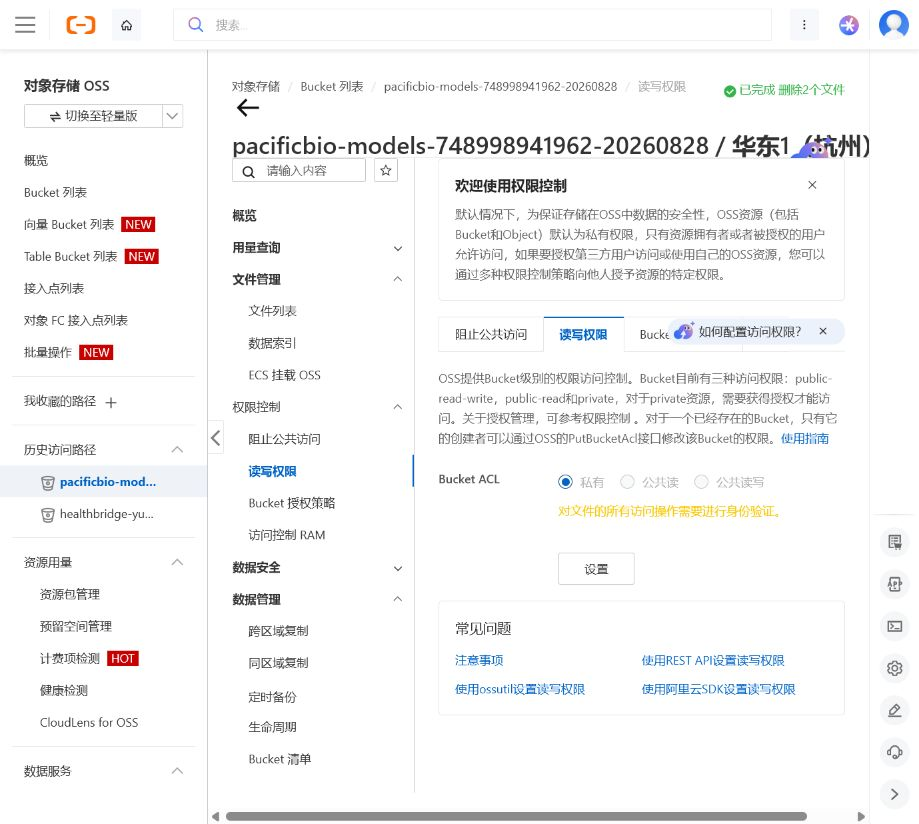 搜索...
对象存储 OSS
切换至轻量版
概览
Bucket 列表
向量 Bucket 列表 NEW
Table Bucket 列表 NEW
接入点列表
对象 FC 接入点列表
批量操作 NEW
我收藏的路径
历史访问路径
pacificbio-mod...
healthbridge-yu...
资源用量
资源包管理
预留空间管理
计费项检测 HOT
健康检测
CloudLens for OSS
数据服务
对象存储 / Bucket 列表 / pacificbio-models-748998941962-20260828 / 读写权限
已完成 删除2个文件
pacificbio-models-748998941962-20260828 / 华东1（杭州）
请输入内容
概览
用量查询
文件管理
文件列表
数据索引
ECS 挂载 OSS
权限控制
阻止公共访问
读写权限
Bucket 授权策略
访问控制 RAM
数据安全
数据管理
跨区域复制
同区域复制
定时备份
生命周期
Bucket 清单
欢迎使用权限控制
默认情况下，为保证存储在OSS中数据的安全性，OSS资源（包括
Bucket和Object）默认为私有权限，只有资源拥有者或者被授权的用户
允许访问，如果要授权第三方用户访问或使用自己的OSS资源，您可以
通过多种权限控制策略向他人授予资源的特定权限。
阻止公共访问
读写权限
Bucke
如何配置访问权限?
OSS提供Bucket级别的权限访问控制。Bucket目前有三种访问权限：public-
read-write，public-read和private，对于private资源，需要获得授权才能访
问。关于授权管理，可参考权限控制 。对于一个已经存在的Bucket，只有它
的创建者可以通过OSS的PutBucketAcl接口修改该Bucket的权限。使用指南
Bucket ACL
私有
公共读
公共读写
对文件的所有访问操作需要进行身份验证。
设置
常见问题
注意事项
使用REST API设置读写权限
使用ossutil设置读写权限
使用阿里云SDK设置读写权限